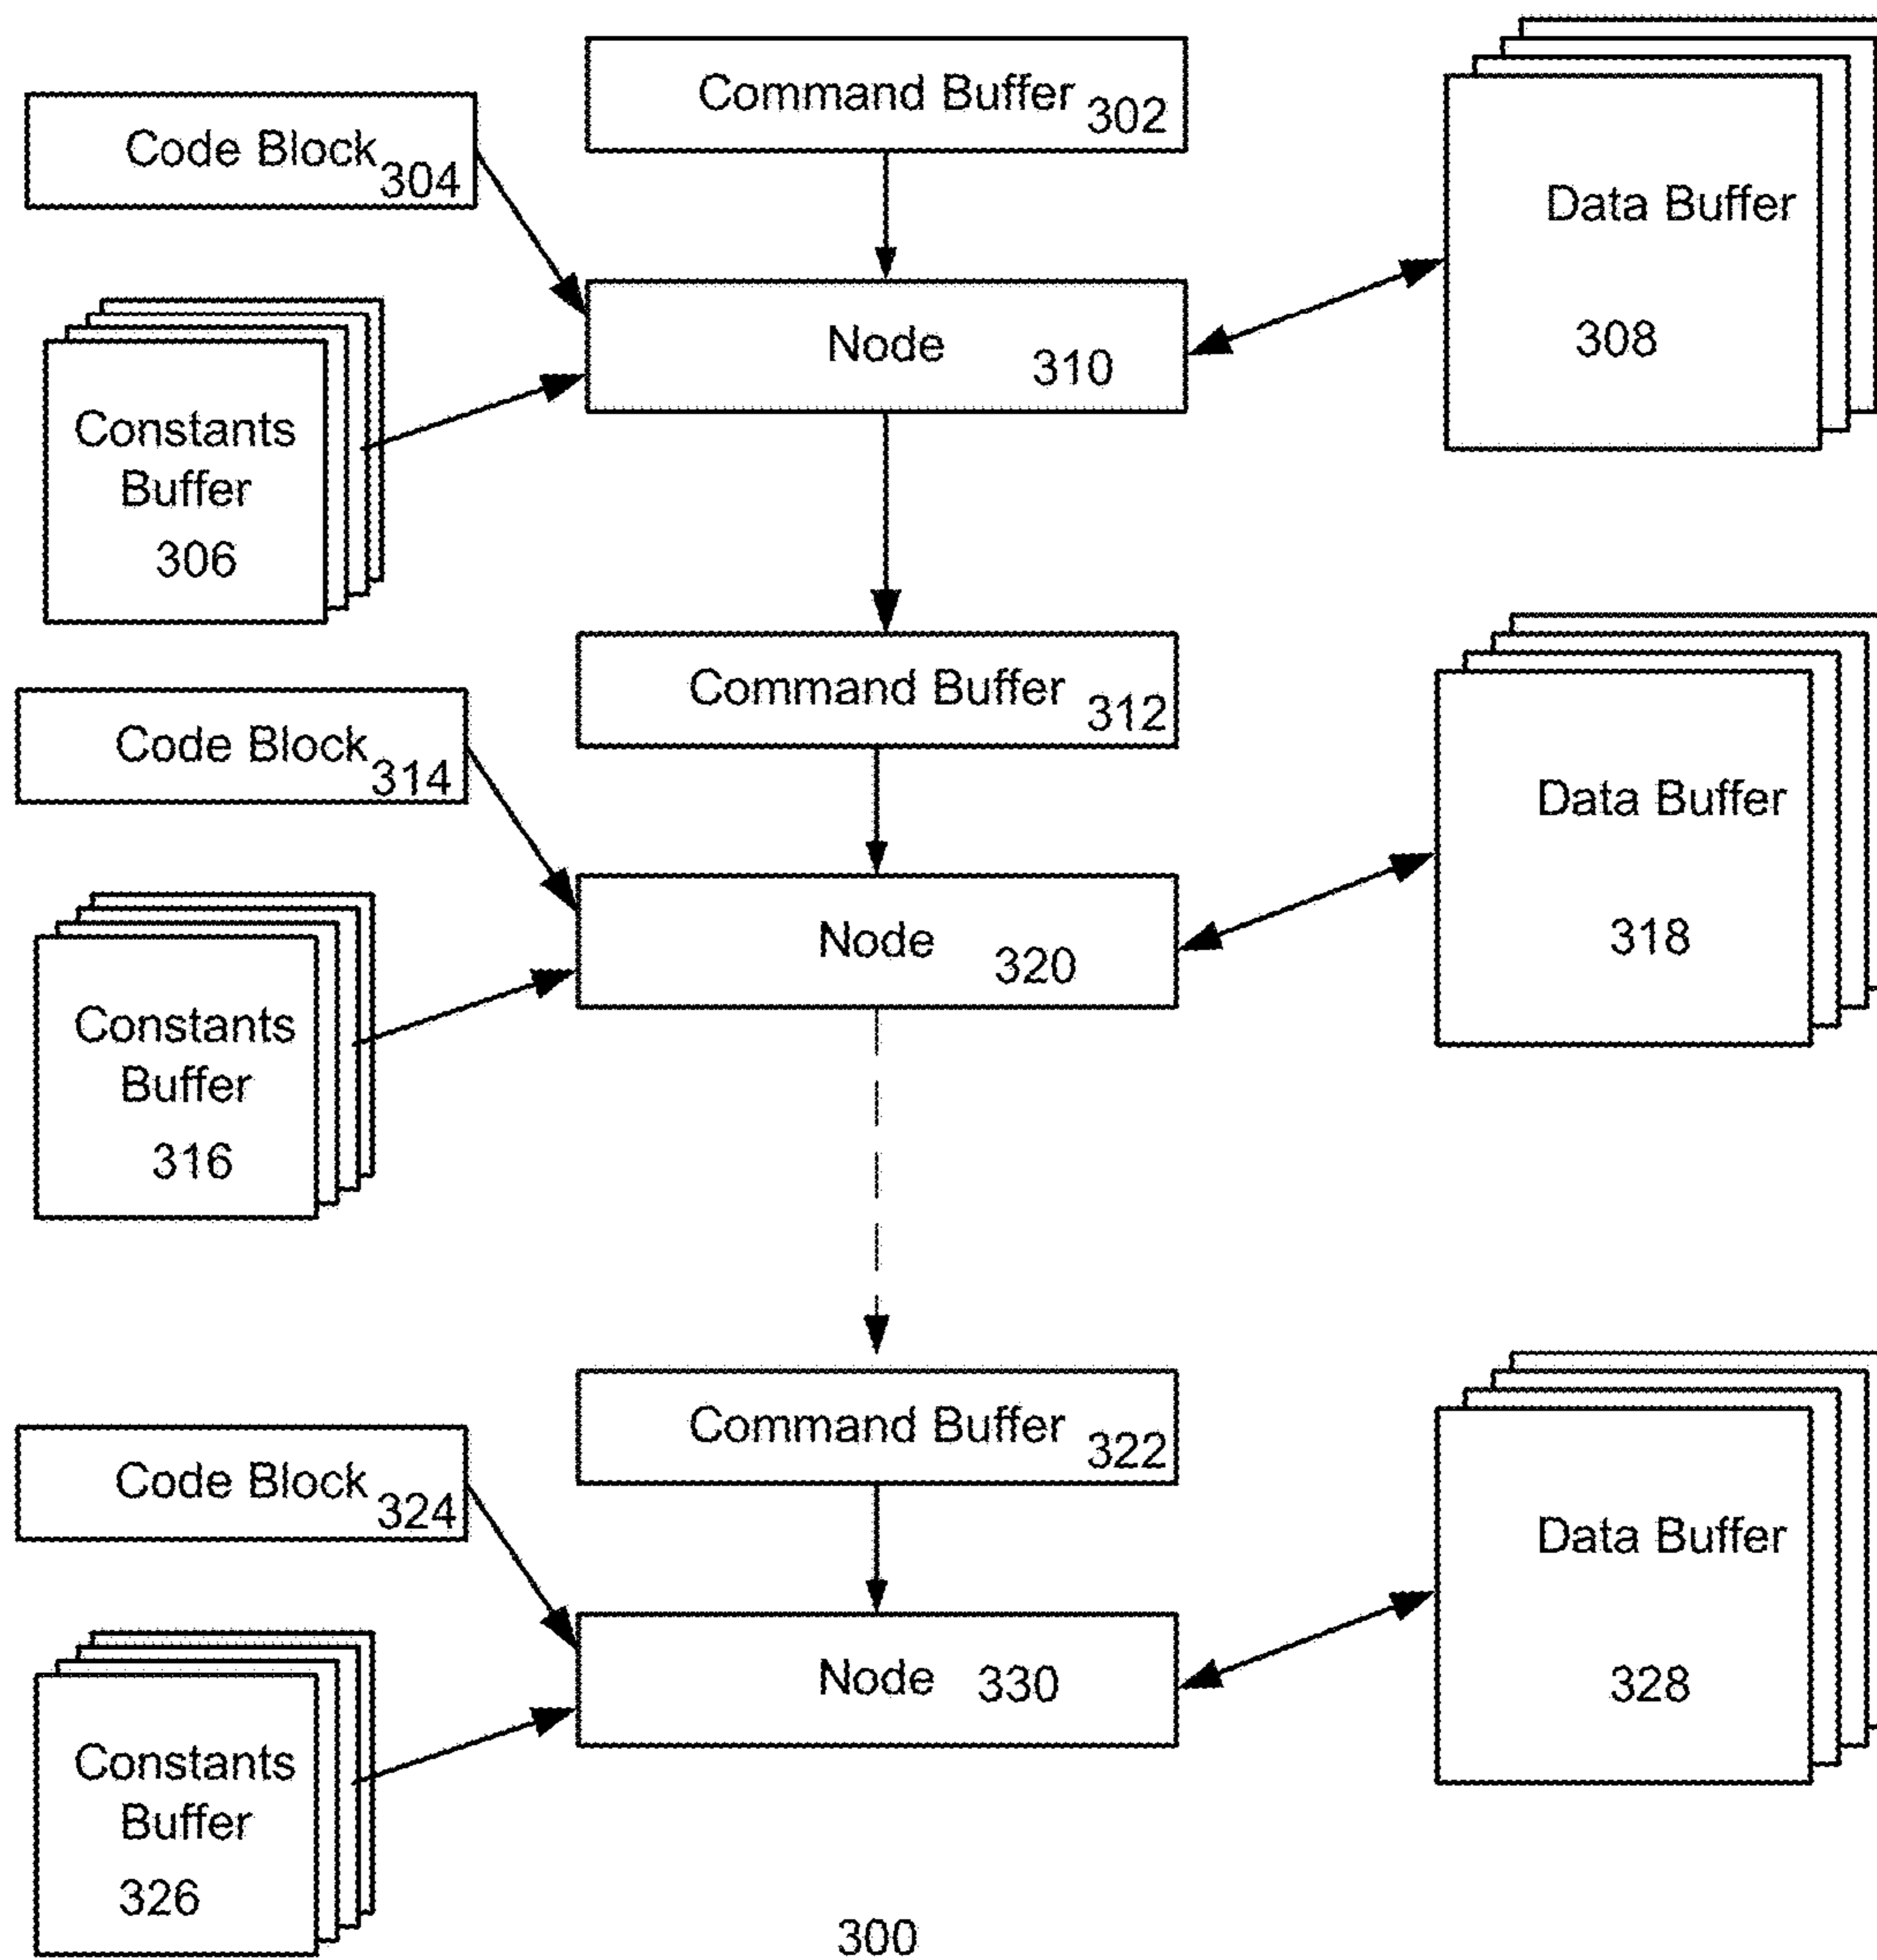 Command Buffer 302
Code Block 304
Data Buffer
308
Node 310
Constants
Buffer
306
Command Buffer 312
Code Block 314
Data Buffer
318
Node 320
Constants
Buffer
316
Command Buffer 322
Code Block 324
Data Buffer
328
Node 330
Constants
Buffer
326
300